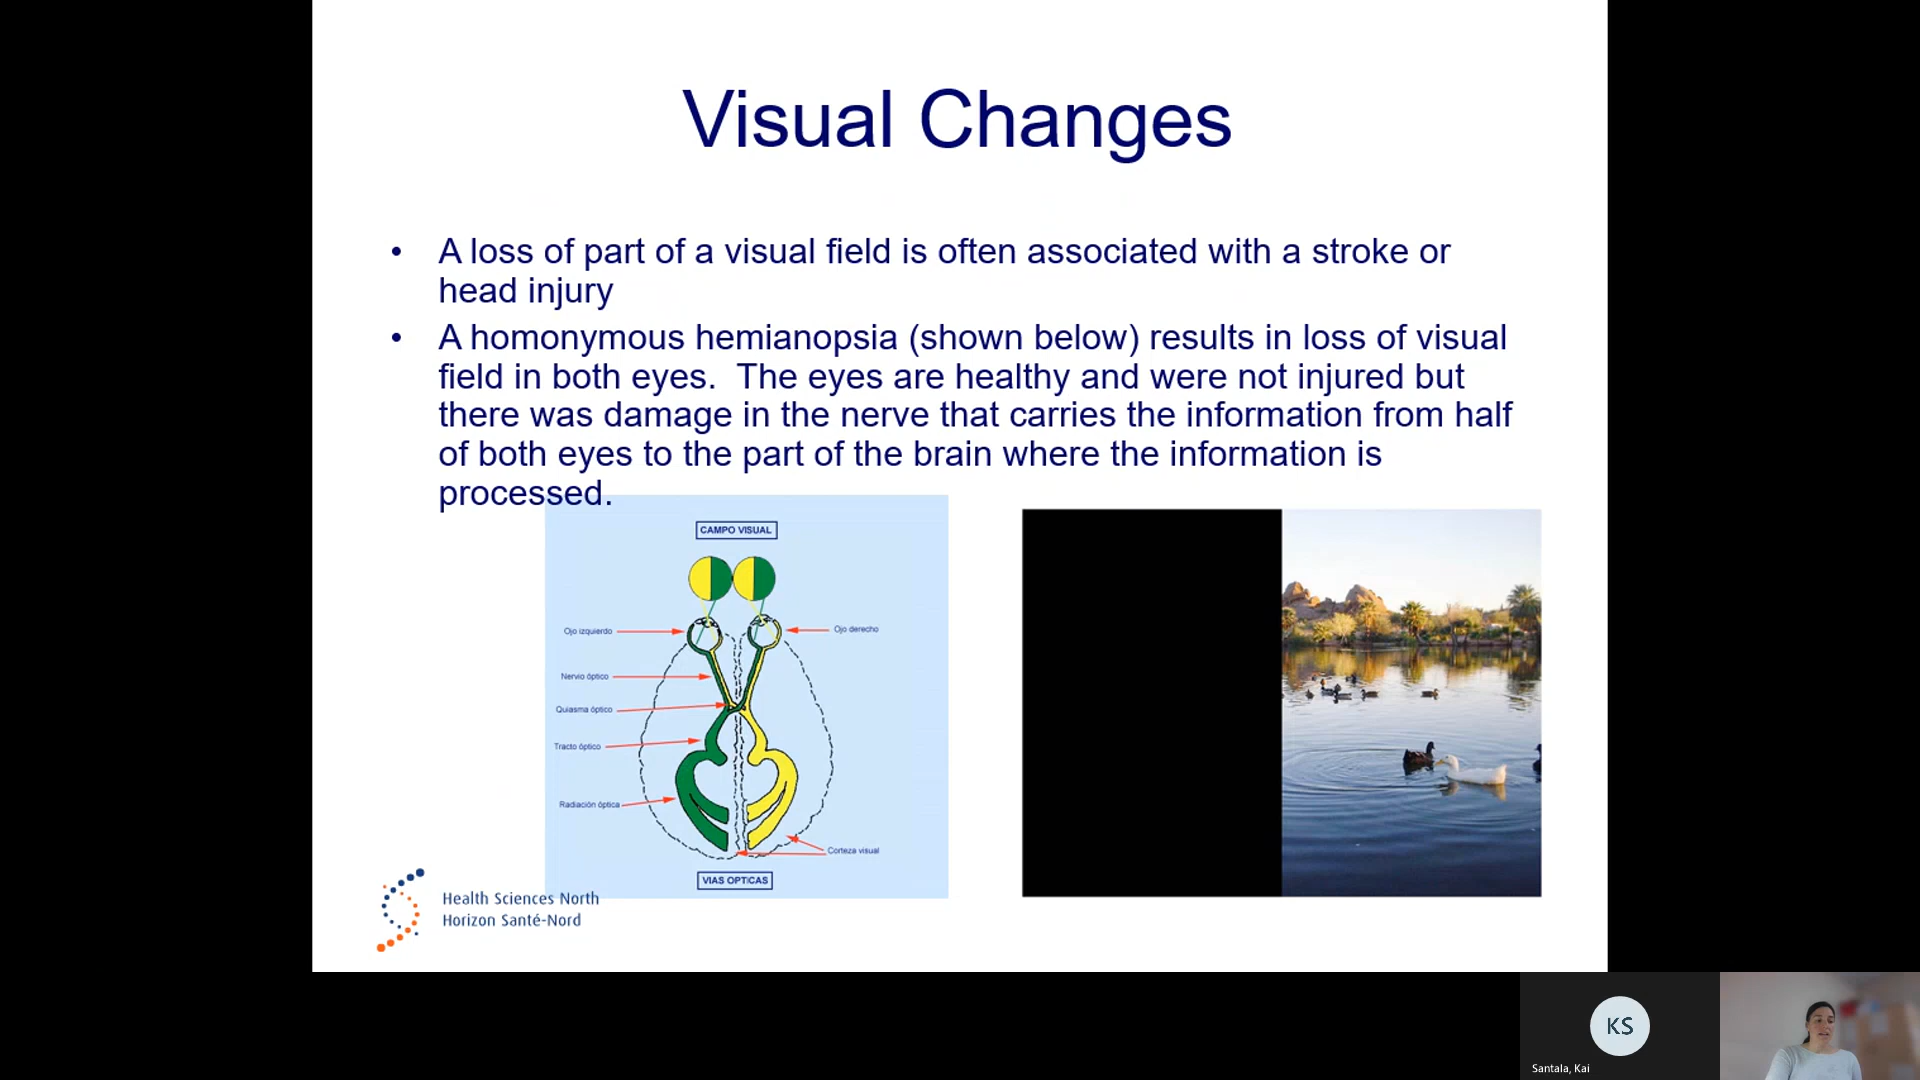 Visual Changes
• A loss of part of a visual field is often associated with a stroke or
head injury
• A homonymous hemianopsia (shown below) results in loss of visual
field in both eyes.  The eyes are healthy and were not injured but
there was damage in the nerve that carries the information from half
of both eyes to the part of the brain where the information is
processed.
CAMPO VISUAL
Ojo izquierdo
Ojo derecho
Nervio óptico
Quiasma óptico
Tracto óptico
Radiación óptica
Corteza visual
VIAS OPTICAS
Health Sciences North
Horizon Santé-Nord
KS
Santala, Kai